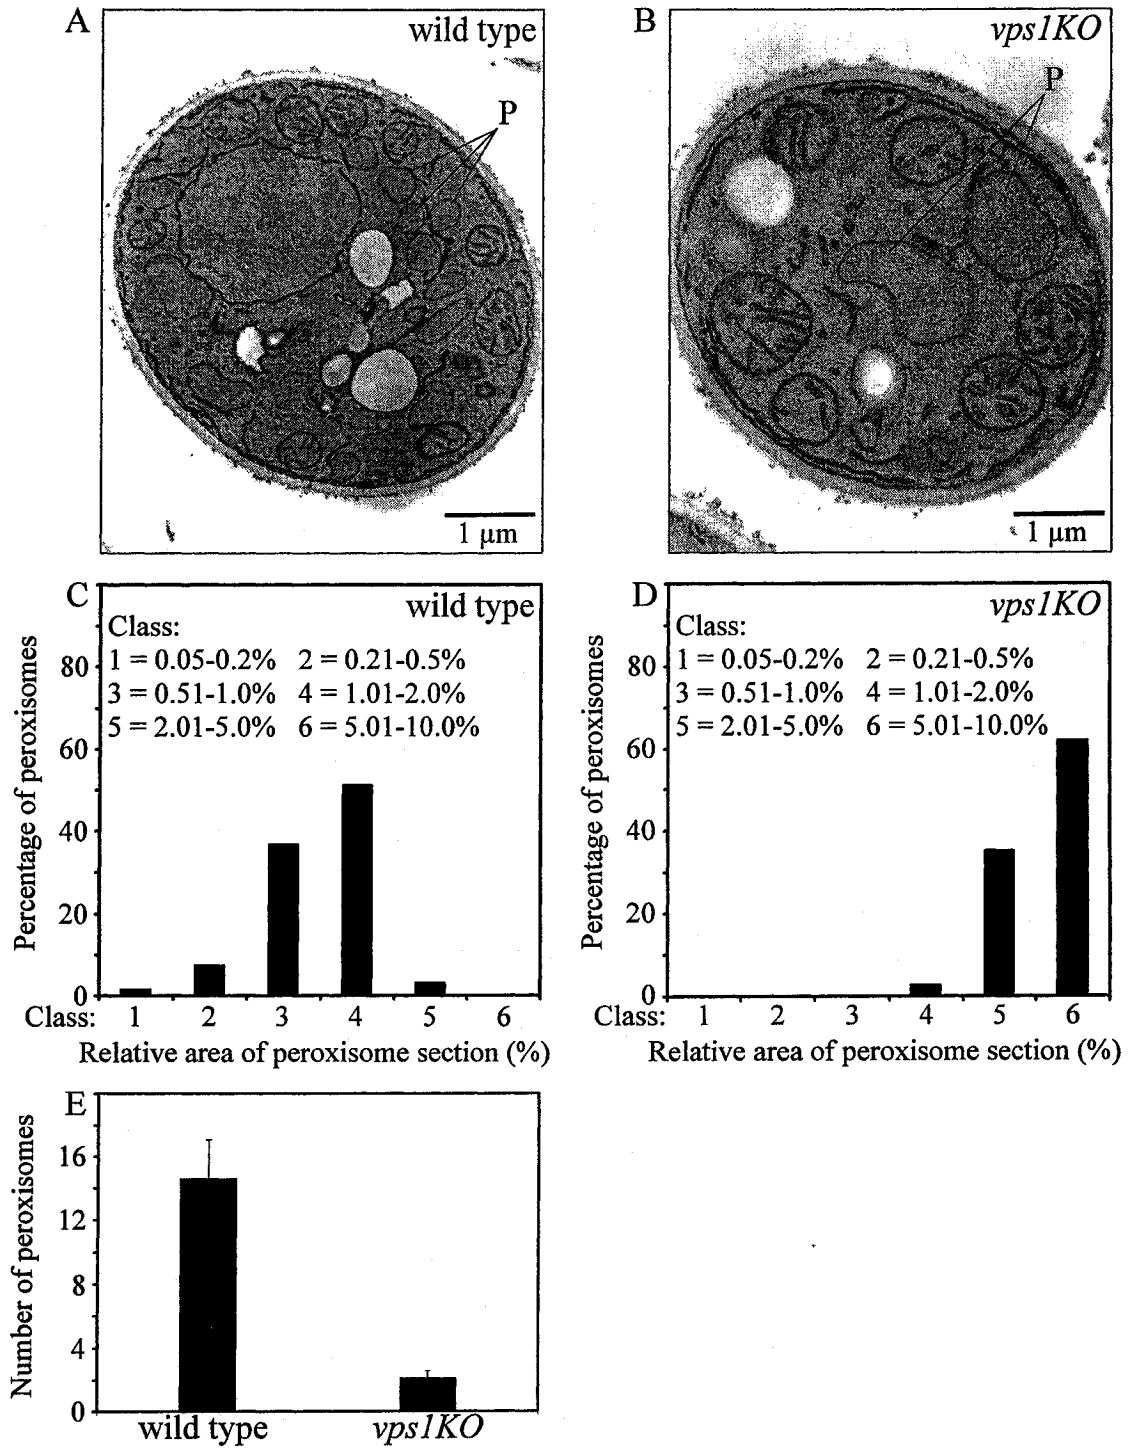 A
wild type
P
1 μm
B
vps1KO
P
1 μm
C
wild type
Class:
1 = 0.05-0.2% 2 = 0.21-0.5%
3 = 0.51-1.0% 4 = 1.01-2.0%
5 = 2.01-5.0% 6 = 5.01-10.0%
Percentage of peroxisomes
80
60
40
20
0
Class: 1 2 3 4 5 6
Relative area of peroxisome section (%)
D
vps1KO
Class:
1 = 0.05-0.2% 2 = 0.21-0.5%
3 = 0.51-1.0% 4 = 1.01-2.0%
5 = 2.01-5.0% 6 = 5.01-10.0%
Percentage of peroxisomes
80
60
40
20
0
Class: 1 2 3 4 5 6
Relative area of peroxisome section (%)
E
Number of peroxisomes
16
12
8
4
0
wild type vps1KO